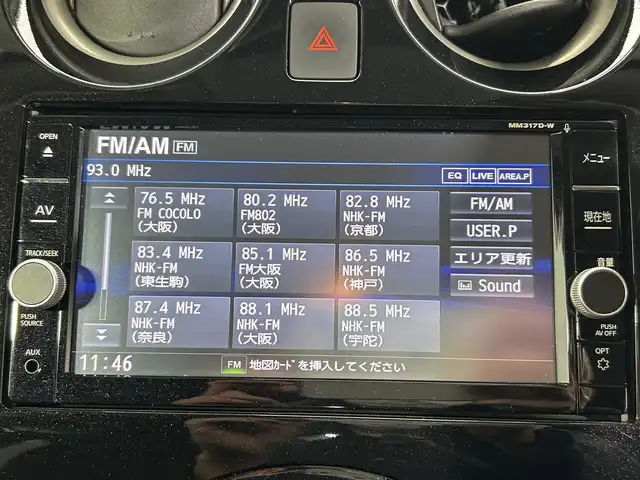 MM317D-W
OPEN
AV
TRACK/SEEK
PUSH
SOURCE
AUX
FM/AM FM
93.0 MHz
EQ LIVE AREA.P
76.5 MHz
FM COCOLO
(大阪)
80.2 MHz
FM802
(大阪)
82.8 MHz
NHK-FM
(京都)
83.4 MHz
NHK-FM
(東生駒)
85.1 MHz
FM大阪
(大阪)
86.5 MHz
NHK-FM
(神戸)
87.4 MHz
NHK-FM
(奈良)
88.1 MHz
NHK-FM
(大阪)
88.5 MHz
NHK-FM
(宇陀)
FM/AM
USER.P
エリア更新
Sound
11:46
FM 地図ｶｰﾄﾞを挿入してください
メニュー
現在地
音量
PUSH
AV OFF
OPT